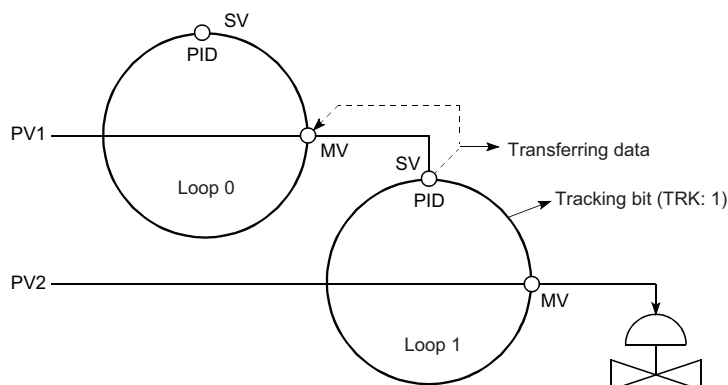 SV
PID
PV1
MV
SV
Transferring data
Loop 0
PID
Tracking bit (TRK: 1)
PV2
MV
Loop 1